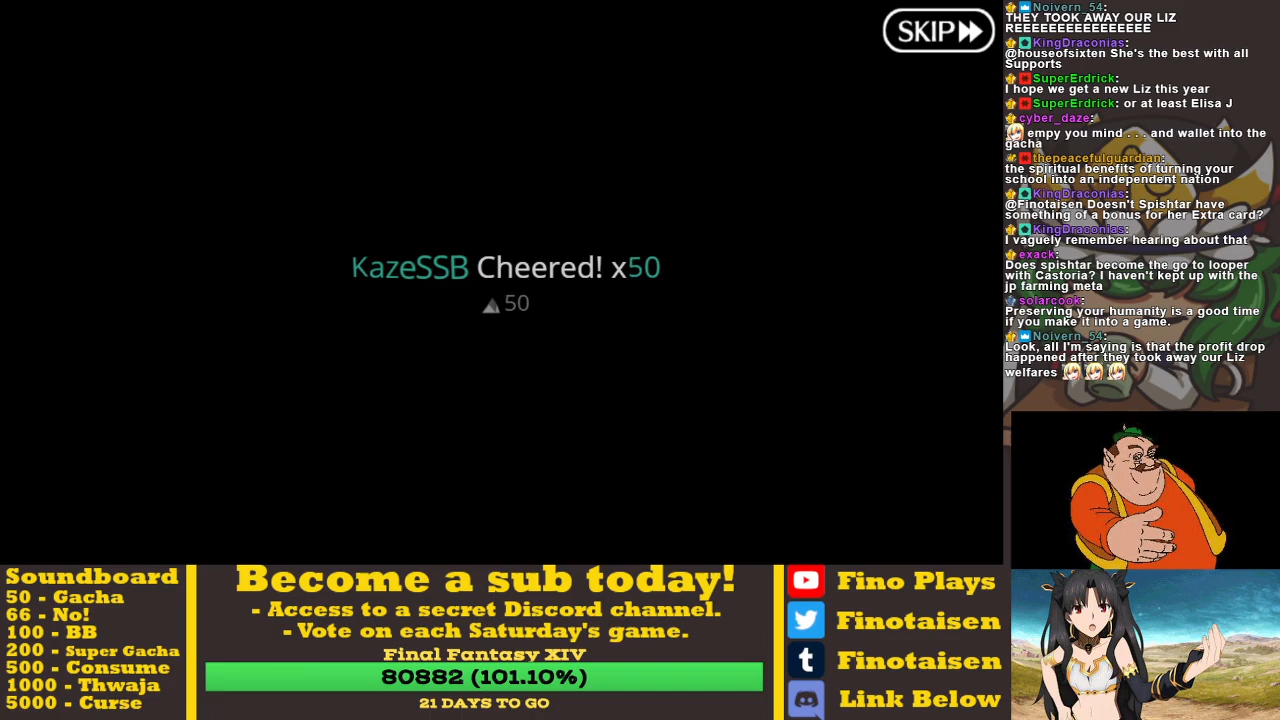 SKIP
KazeSSB Cheered! x50
50
Noivern_54:
THEY TOOK AWAY OUR LIZ
REEEEEEEEEEEEEEEEE
KingDraconias:
@houseofsixten She's the best with all
Supports
SuperErdrick:
I hope we get a new Liz this year
SuperErdrick: or at least Elisa J
cyber_daze:
empy you mind . . . and wallet into the
gacha
thepeacefulguardian:
the spiritual benefits of turning your
school into an independent nation
KingDraconias:
@Finotaisen Doesn't Spishtar have
something of a bonus for her Extra card?
KingDraconias:
I vaguely remember hearing about that
exack:
Does spishtar become the go to looper
with Castoria? I haven't kept up with the
jp farming meta
solarcook:
Preserving your humanity is a good time
if you make it into a game.
Noivern_54:
Look, all I'm saying is that the profit drop
happened after they took away our Liz
welfares
Soundboard
50 - Gacha
66 - No!
100 - BB
200 - Super Gacha
500 - Consume
1000 - Thwaja
5000 - Curse
Become a sub today!
- Access to a secret Discord channel.
- Vote on each Saturday's game.
Final Fantasy XIV
80882 (101.10%)
21 DAYS TO GO
Fino Plays
Finotaisen
Finotaisen
Link Below